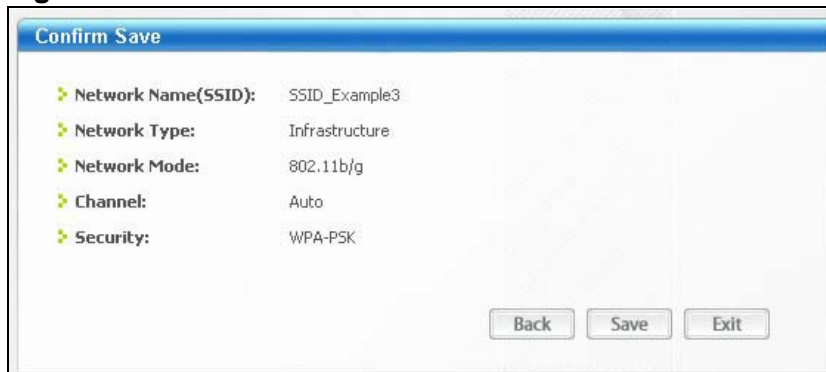 Confirm Save
Network Name(SSID): SSID_Example3
Network Type: Infrastructure
Network Mode: 802.11b/g
Channel: Auto
Security: WPA-PSK
Back Save Exit